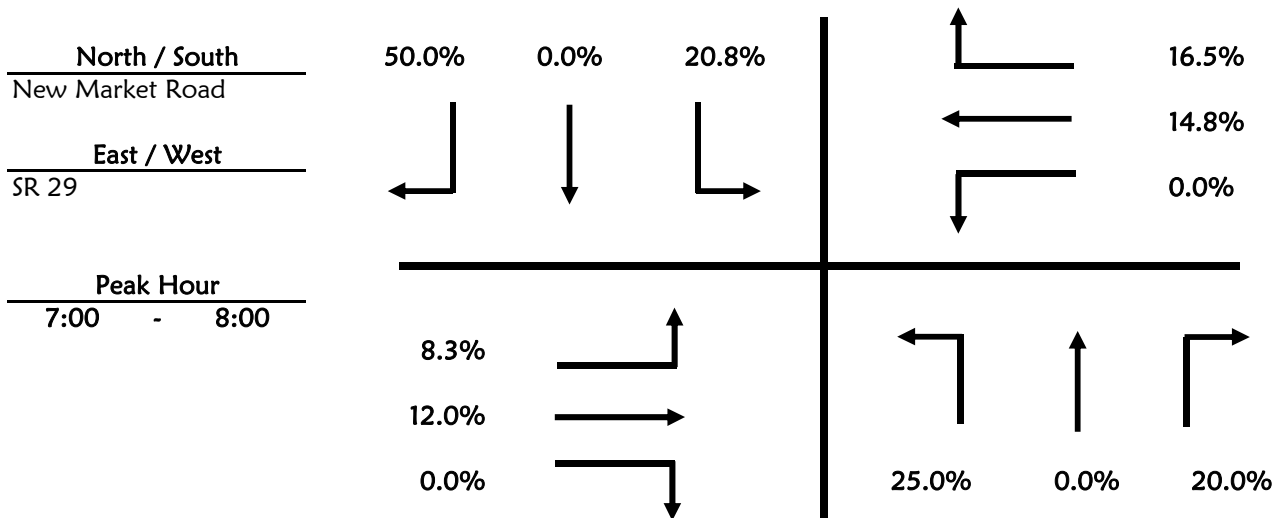 North / South
New Market Road
East / West
SR 29
Peak Hour
7:00 - 8:00
50.0% 0.0% 20.8%
16.5%
14.8%
0.0%
8.3%
12.0%
0.0%
25.0% 0.0% 20.0%